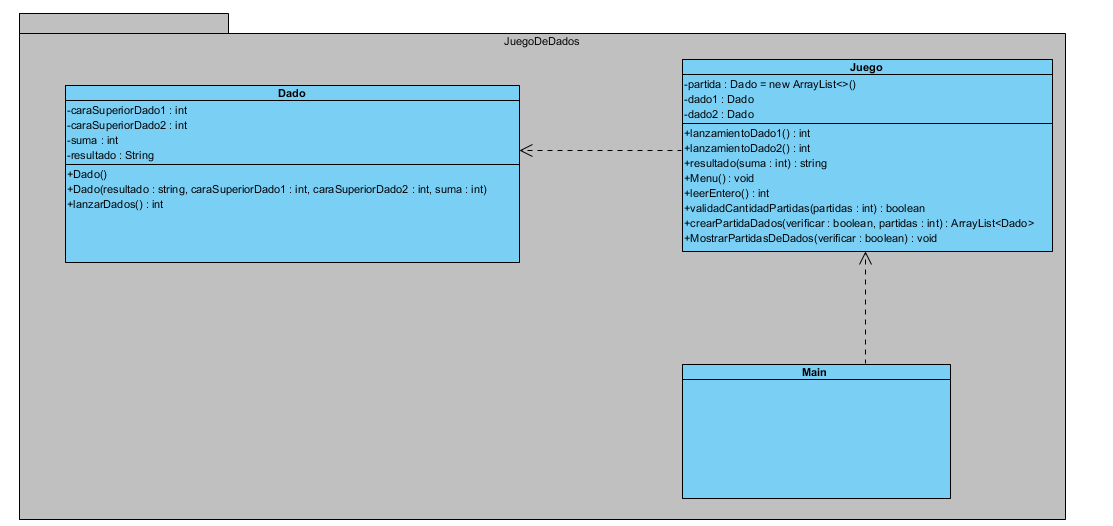 JuegoDeDados
Dado
-caraSuperiorDado1 : int
-caraSuperiorDado2 : int
-suma : int
-resultado : String
+Dado()
+Dado(resultado : string, caraSuperiorDado1 : int, caraSuperiorDado2 : int, suma : int)
+lanzarDados() : int
Juego
-partida : Dado = new ArrayList<>()
-dado1 : Dado
-dado2 : Dado
+lanzamientoDado1() : int
+lanzamientoDado2() : int
+resultado(suma : int) : string
+Menu() : void
+leerEntero() : int
+validadCantidadPartidas(partidas : int) : boolean
+crearPartidaDados(verificar : boolean, partidas : int) : ArrayList<Dado>
+MostrarPartidasDeDados(verificar : boolean) : void
Main